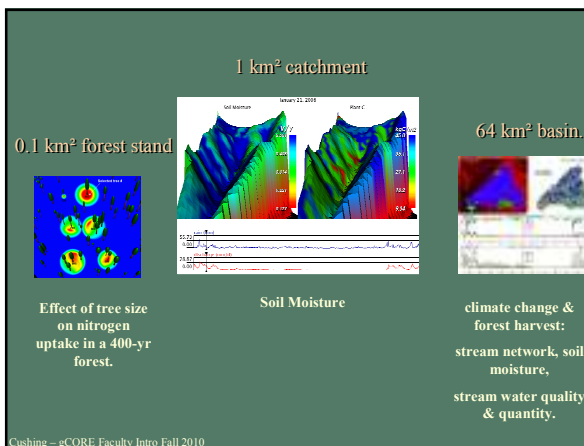 1 km² catchment
0.1 km² forest stand
64 km² basin.
January 21, 2006
Soil Moisture
Root C
Effect of tree size
on nitrogen
uptake in a 400-yr
forest.
Soil Moisture
climate change &
forest harvest:
stream network, soil
moisture,
stream water quality
& quantity.
Cushing – gCORE Faculty Intro Fall 2010